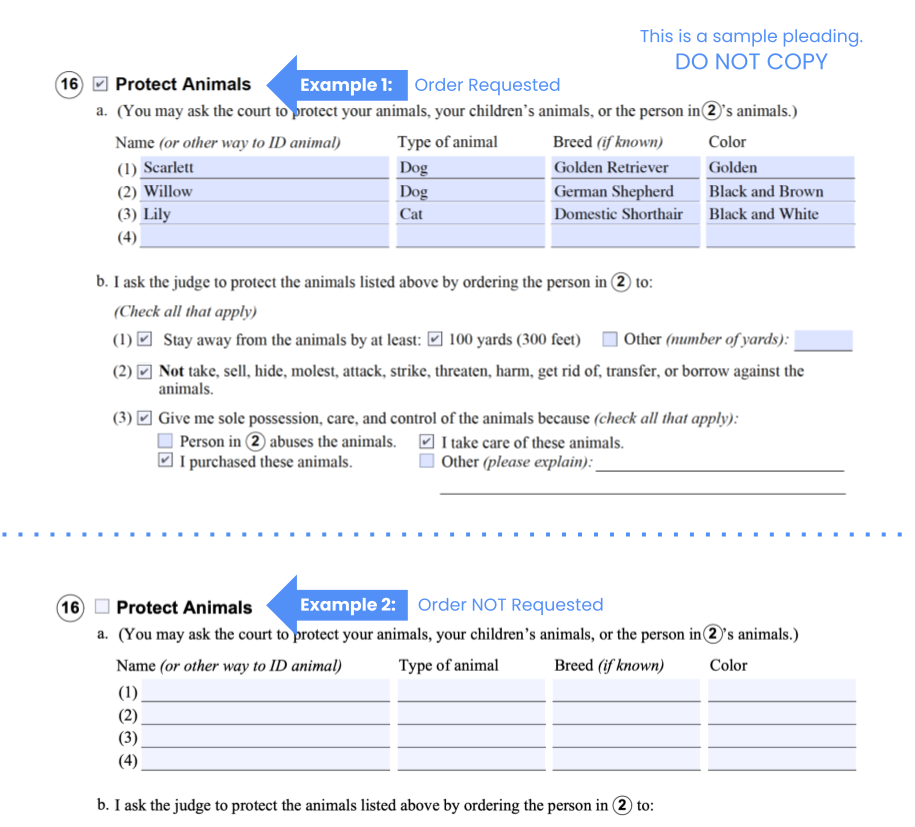 This is a sample pleading.
DO NOT COPY
16 Protect Animals Example 1: Order Requested
a. (You may ask the court to protect your animals, your children's animals, or the person in 2's animals.)
Name (or other way to ID animal) Type of animal Breed (if known) Color
(1) Scarlett Dog Golden Retriever Golden
(2) Willow Dog German Shepherd Black and Brown
(3) Lily Cat Domestic Shorthair Black and White
(4)
b. I ask the judge to protect the animals listed above by ordering the person in 2 to:
(Check all that apply)
(1) Stay away from the animals by at least: 100 yards (300 feet) Other (number of yards):
(2) Not take, sell, hide, molest, attack, strike, threaten, harm, get rid of, transfer, or borrow against the
animals.
(3) Give me sole possession, care, and control of the animals because (check all that apply):
Person in 2 abuses the animals. I take care of these animals.
I purchased these animals. Other (please explain):
16 Protect Animals Example 2: Order NOT Requested
a. (You may ask the court to protect your animals, your children's animals, or the person in 2's animals.)
Name (or other way to ID animal) Type of animal Breed (if known) Color
(1)
(2)
(3)
(4)
b. I ask the judge to protect the animals listed above by ordering the person in 2 to: